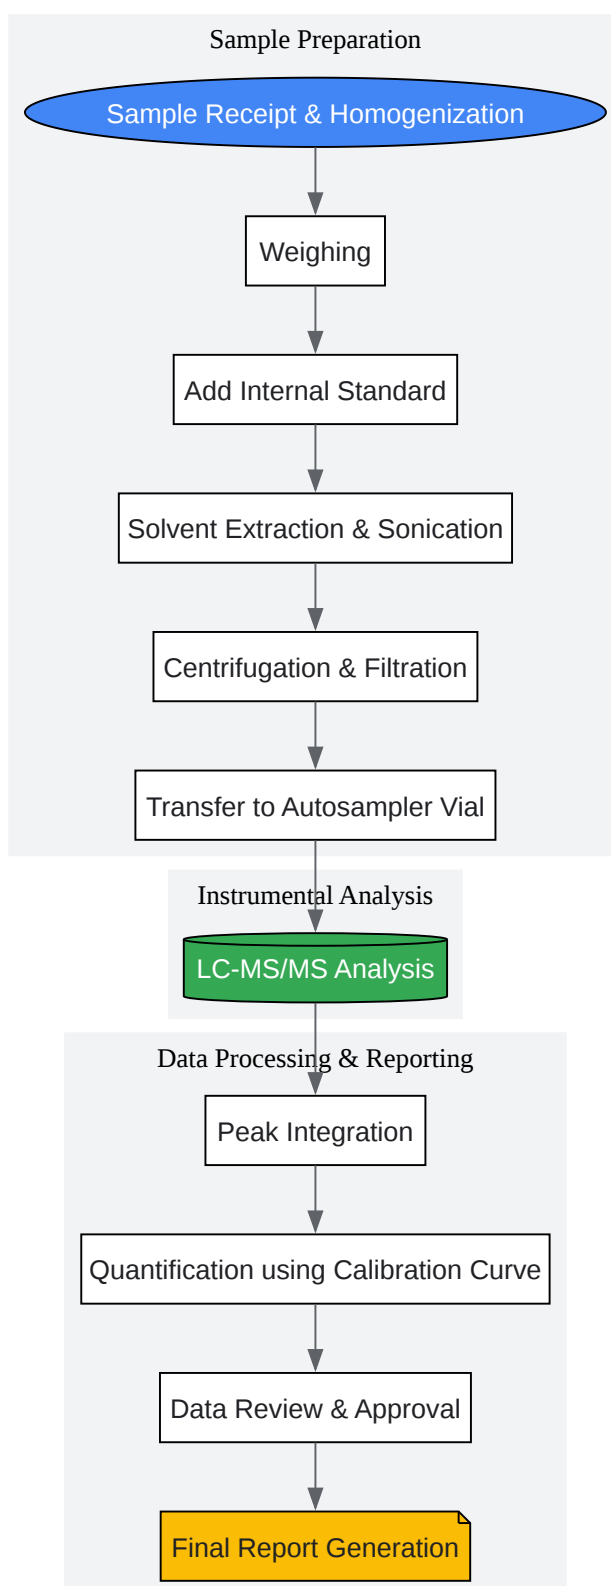 Sample Preparation
Sample Receipt & Homogenization
Weighing
Add Internal Standard
Solvent Extraction & Sonication
Centrifugation & Filtration
Transfer to Autosampler Vial
Instrumental Analysis
LC-MS/MS Analysis
Data Processing & Reporting
Peak Integration
Quantification using Calibration Curve
Data Review & Approval
Final Report Generation